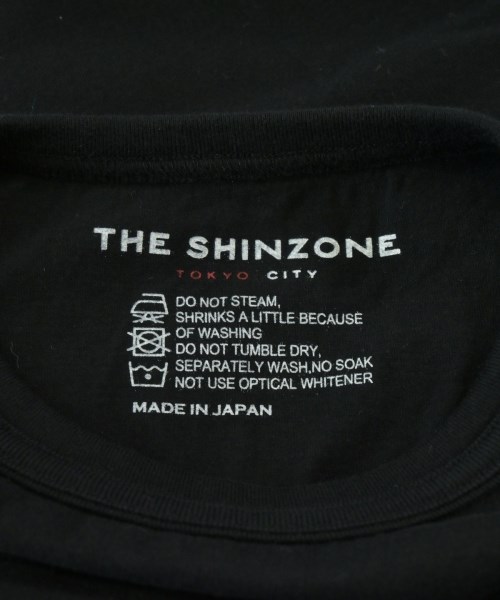 THE SHINZONE
TOKYO CITY
DO NOT STEAM,
SHRINKS A LITTLE BECAUSE
OF WASHING
DO NOT TUMBLE DRY,
SEPARATELY WASH,NO SOAK
NOT USE OPTICAL WHITENER
MADE IN JAPAN